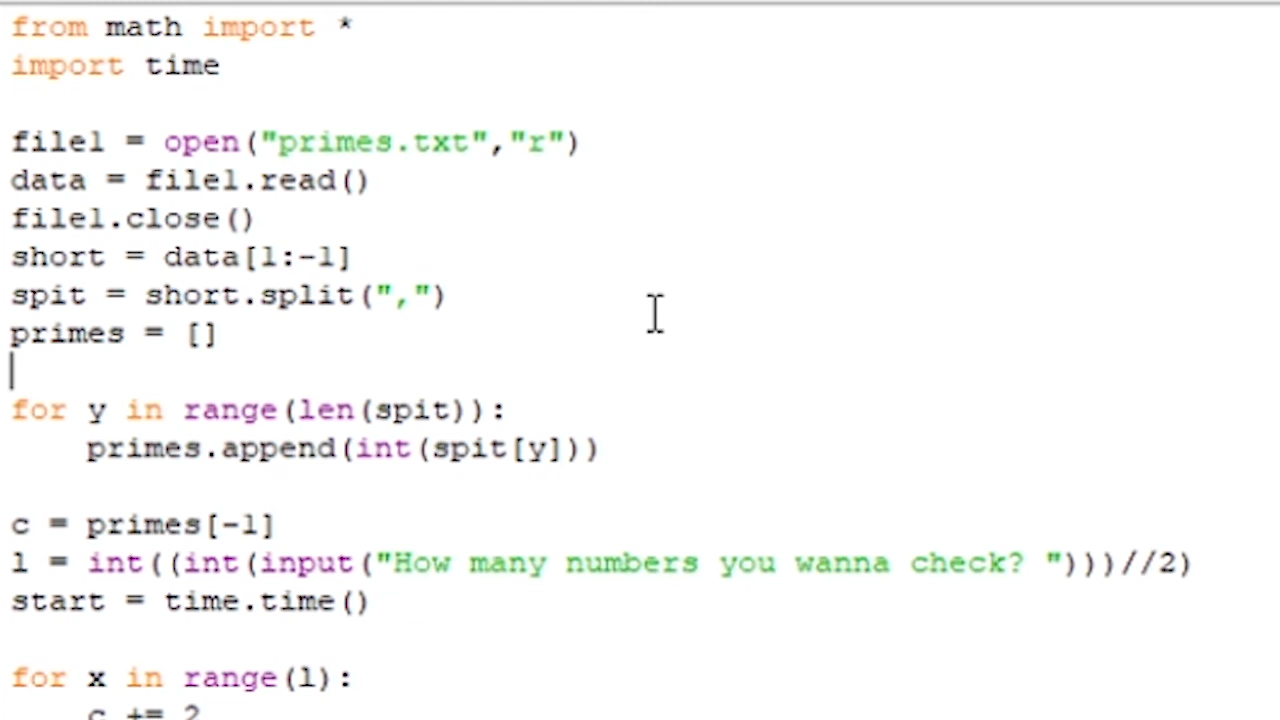 from math import *
import time
file1 = open("primes.txt","r")
data = file1.read()
file1.close()
short = data[1:-1]
spit = short.split(",")
primes = []
for y in range(len(spit)):
    primes.append(int(spit[y]))
c = primes[-1]
l = int((int(input("How many numbers you wanna check? ")))//2)
start = time.time()
for x in range(l):
    c += 2